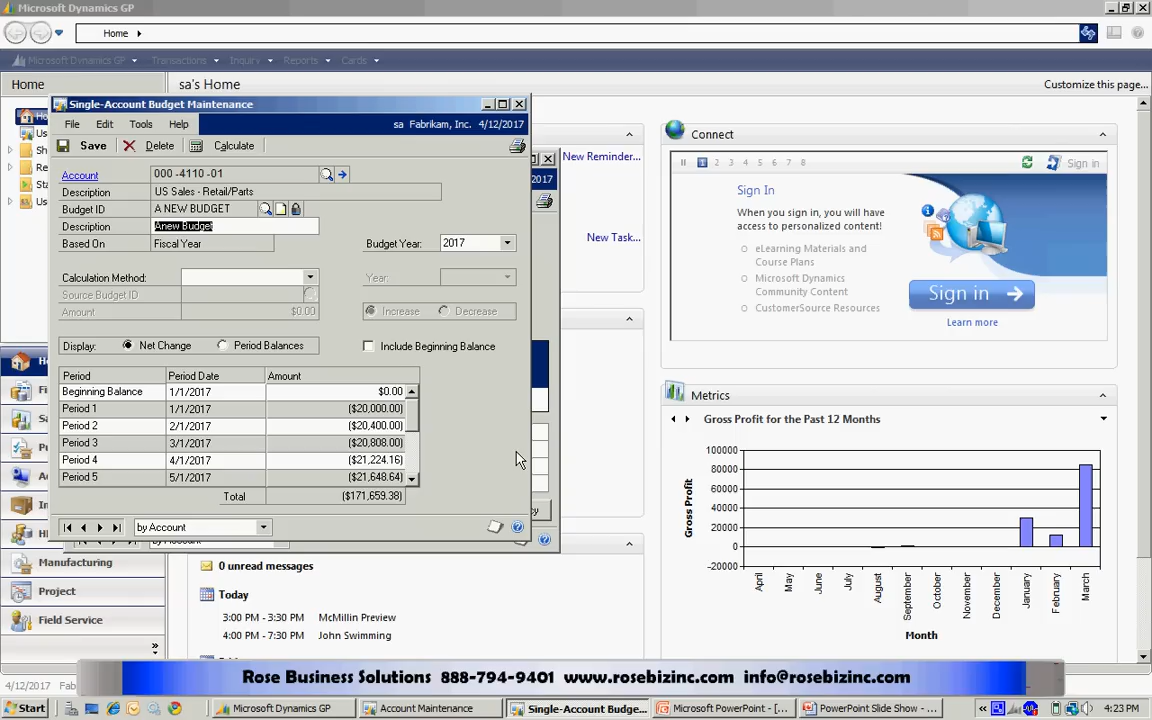 Microsoft Dynamics GP
Home
Microsoft Dynamics GP Transactions Inquiry Reports Cards
Home
sa's Home
Customize this page...
Single-Account Budget Maintenance
File Edit Tools Help
sa Fabrikam, Inc. 4/12/2017
Save Delete Calculate
Account 000 -4110 -01
Description US Sales - Retail/Parts
Budget ID A NEW BUDGET
Description Anew Budget
Based On Fiscal Year
Budget Year: 2017
Calculation Method:
Year:
Source Budget ID
Amount $0.00
Increase Decrease
Display: Net Change Period Balances
Include Beginning Balance
Period Period Date Amount
Beginning Balance 1/1/2017 $0.00
Period 1 1/1/2017 ($20,000.00)
Period 2 2/1/2017 ($20,400.00)
Period 3 3/1/2017 ($20,808.00)
Period 4 4/1/2017 ($21,224.16)
Period 5 5/1/2017 ($21,648.64)
Total ($171,659.38)
by Account
2017
New Reminder...
New Task...
Connect
1 2 3 4 5 6 7 8
Sign in
Sign In
When you sign in, you will have
access to personalized content!
eLearning Materials and
Course Plans
Microsoft Dynamics
Community Content
CustomerSource Resources
Sign in
Learn more
Metrics
Gross Profit for the Past 12 Months
100000
80000
60000
40000
20000
0
-20000
Gross Profit
April May June July August September October November December January February March
Month
Manufacturing
Project
Field Service
0 unread messages
Today
3:00 PM - 3:30 PM McMillin Preview
4:00 PM - 7:30 PM John Swimming
Rose Business Solutions 888-794-9401 www.rosebizinc.com info@rosebizinc.com
4/12/2017 Fab
Start
Microsoft Dynamics GP
Account Maintenance
Single-Account Budge...
Microsoft PowerPoint - [...
PowerPoint Slide Show - ...
4:23 PM